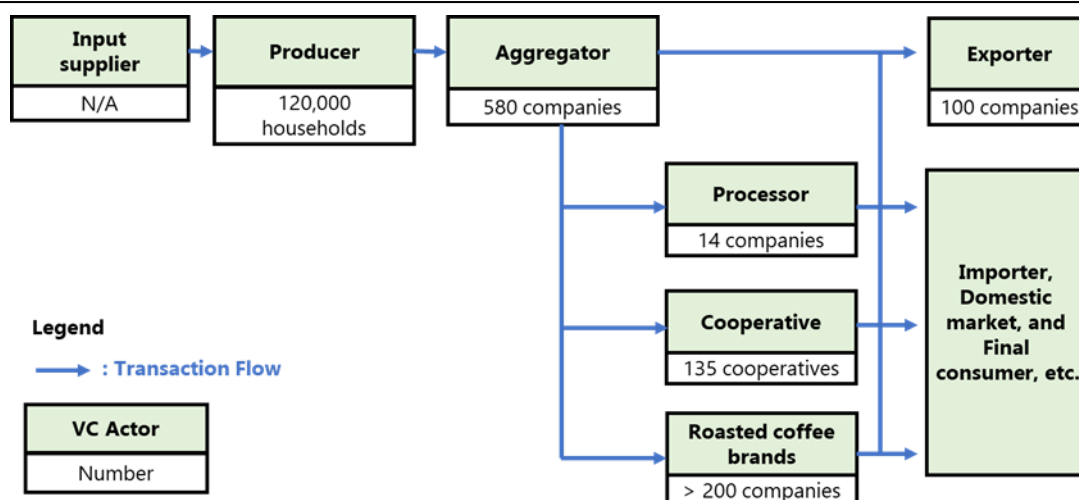 Input
supplier
N/A
Producer
120,000
households
Aggregator
580 companies
Exporter
100 companies
Processor
14 companies
Cooperative
135 cooperatives
Roasted coffee
brands
> 200 companies
Importer,
Domestic
market, and
Final
consumer, etc.
Legend
: Transaction Flow
VC Actor
Number